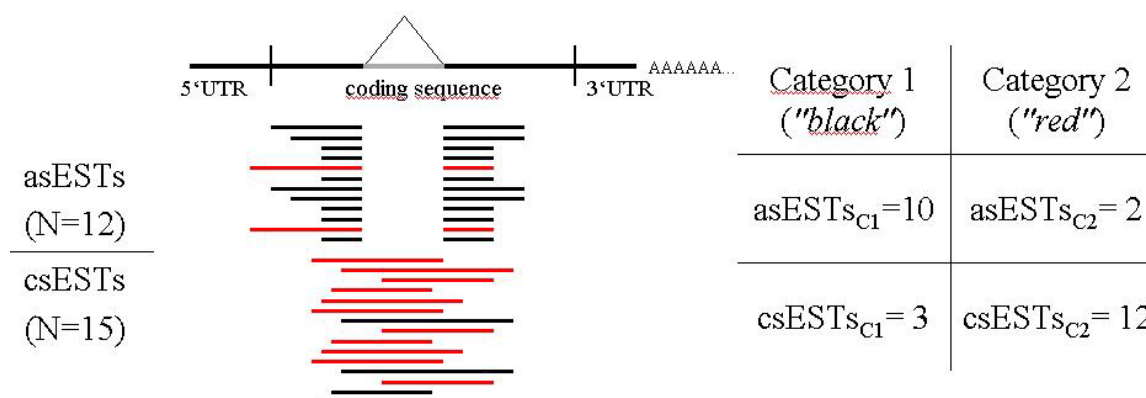 5‘UTR
coding sequence
3‘UTR
AAAAAA...
asESTs
(N=12)
csESTs
(N=15)
Category 1 Category 2
("black") ("red")
asESTsC1=10 asESTsC2= 2
csESTsC1= 3 csESTsC2= 12